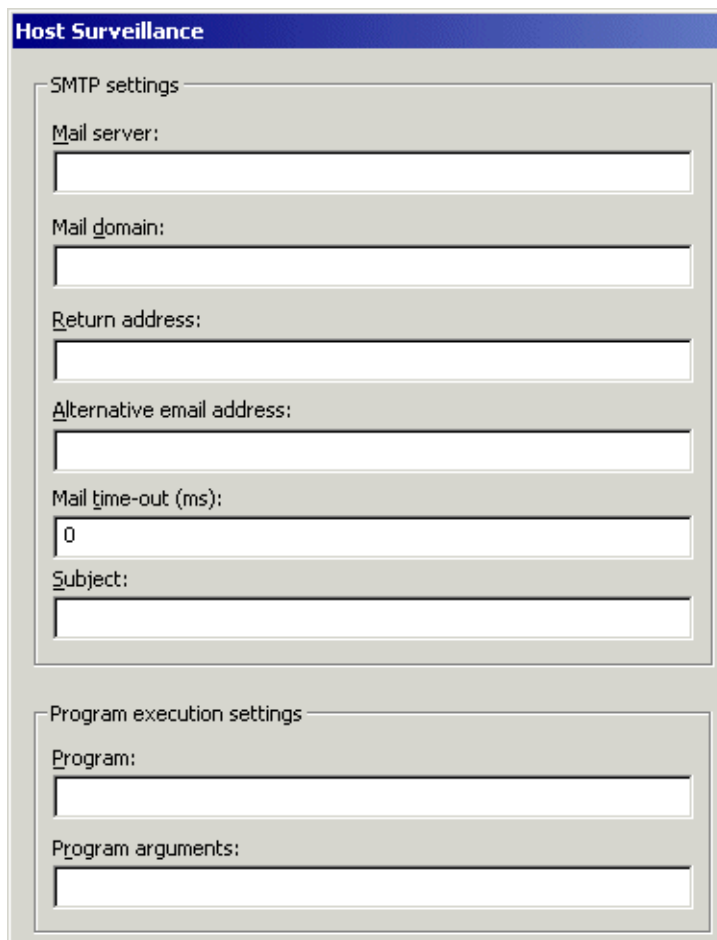 Host Surveillance
SMTP settings
Mail server:
Mail domain:
Return address:
Alternative email address:
Mail time-out (ms):
0
Subject:
Program execution settings
Program:
Program arguments: